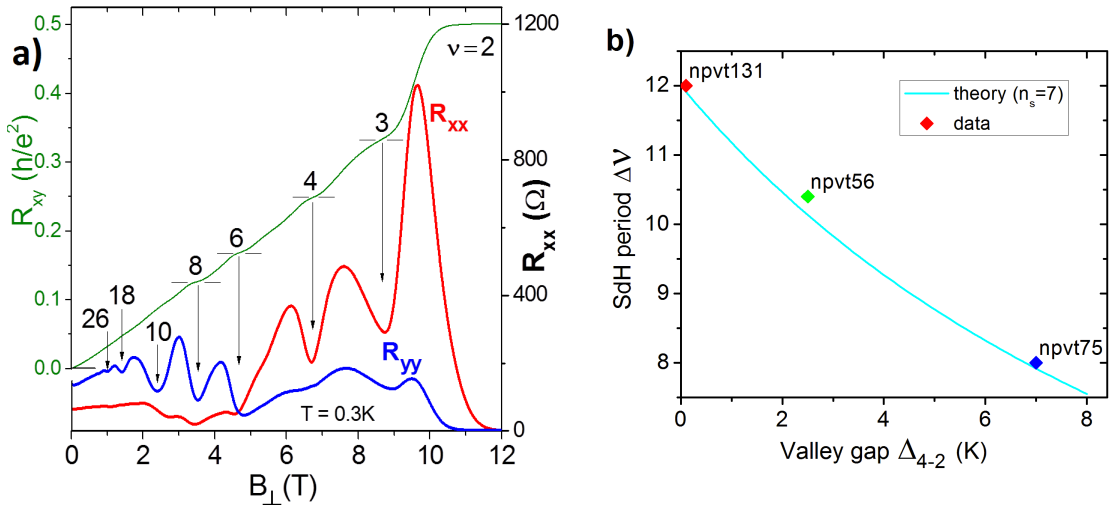 a)
R_xy (h/e²)
0.5
0.4
0.3
0.2
0.1
0.0
26
18
10
8
6
4
3
ν=2
R_xx
R_yy
T = 0.3K
1200
800
400
0
R_xx (Ω)
0 2 4 6 8 10 12
B_⊥(T)
b)
SdH period Δν
12
11
10
9
8
npvt131
npvt56
npvt75
theory (n_s=7)
data
0 2 4 6 8
Valley gap Δ_4-2 (K)